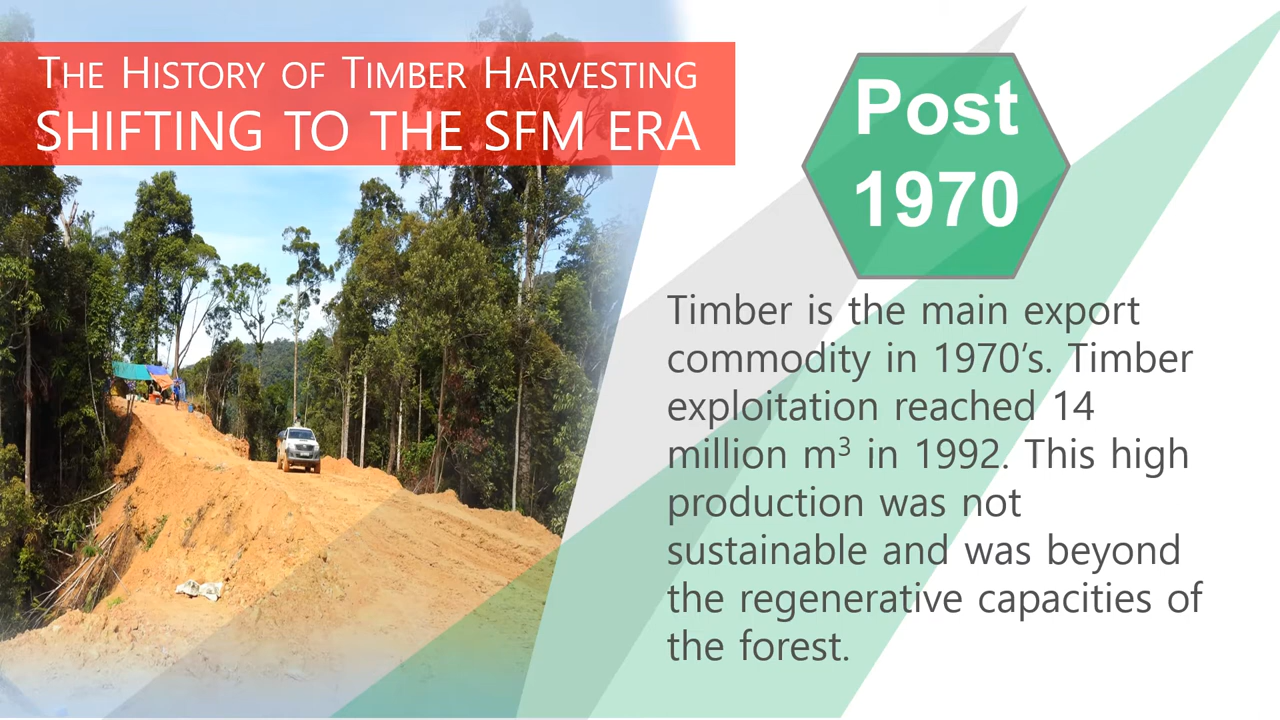 THE HISTORY OF TIMBER HARVESTING
SHIFTING TO THE SFM ERA
Post
1970
Timber is the main export
commodity in 1970’s. Timber
exploitation reached 14
million m³ in 1992. This high
production was not
sustainable and was beyond
the regenerative capacities of
the forest.